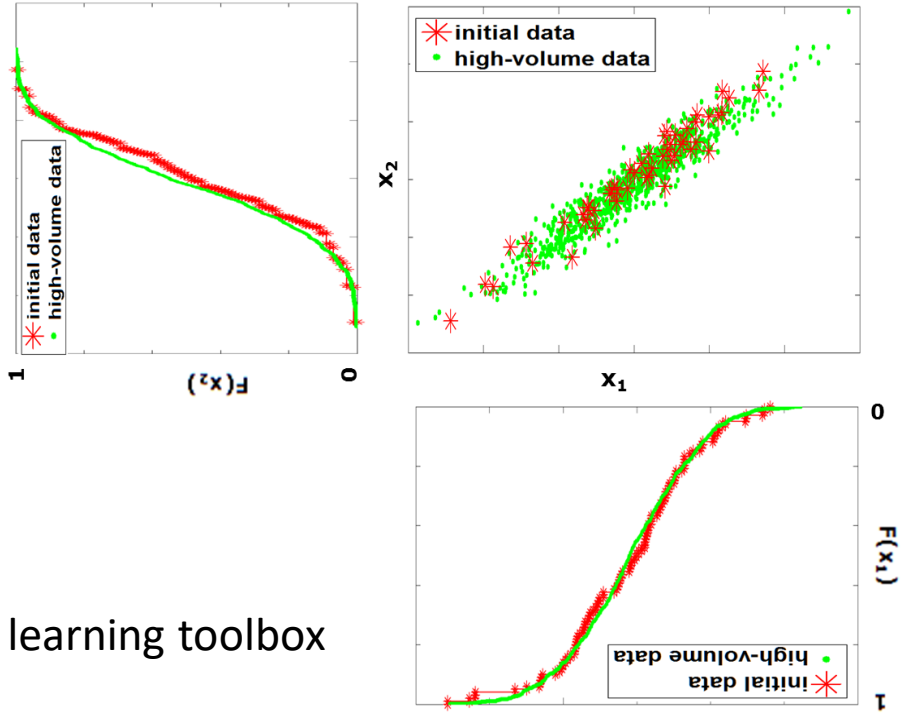 initial data
high-volume data
1
F(x₂)
0
initial data
high-volume data
x₂
x₁
0
F(x₁)
1
high-volume data
initial data
learning toolbox